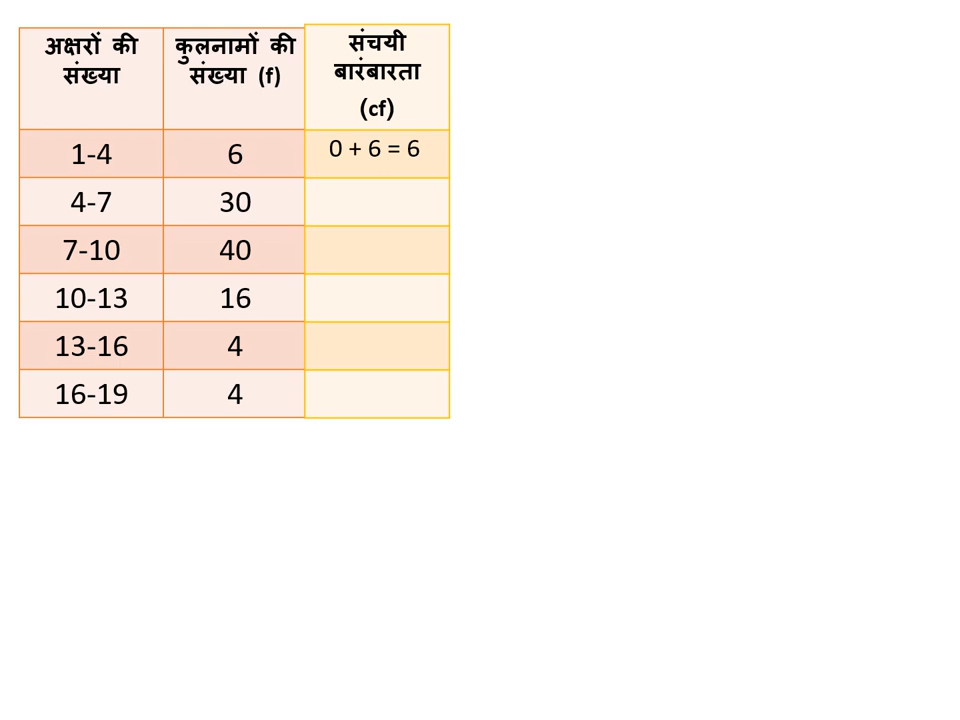 अक्षरों की
संख्या
कुलनामों की
संख्या (f)
संचयी
बारंबारता
(cf)
1-4 6 0 + 6 = 6
4-7 30
7-10 40
10-13 16
13-16 4
16-19 4